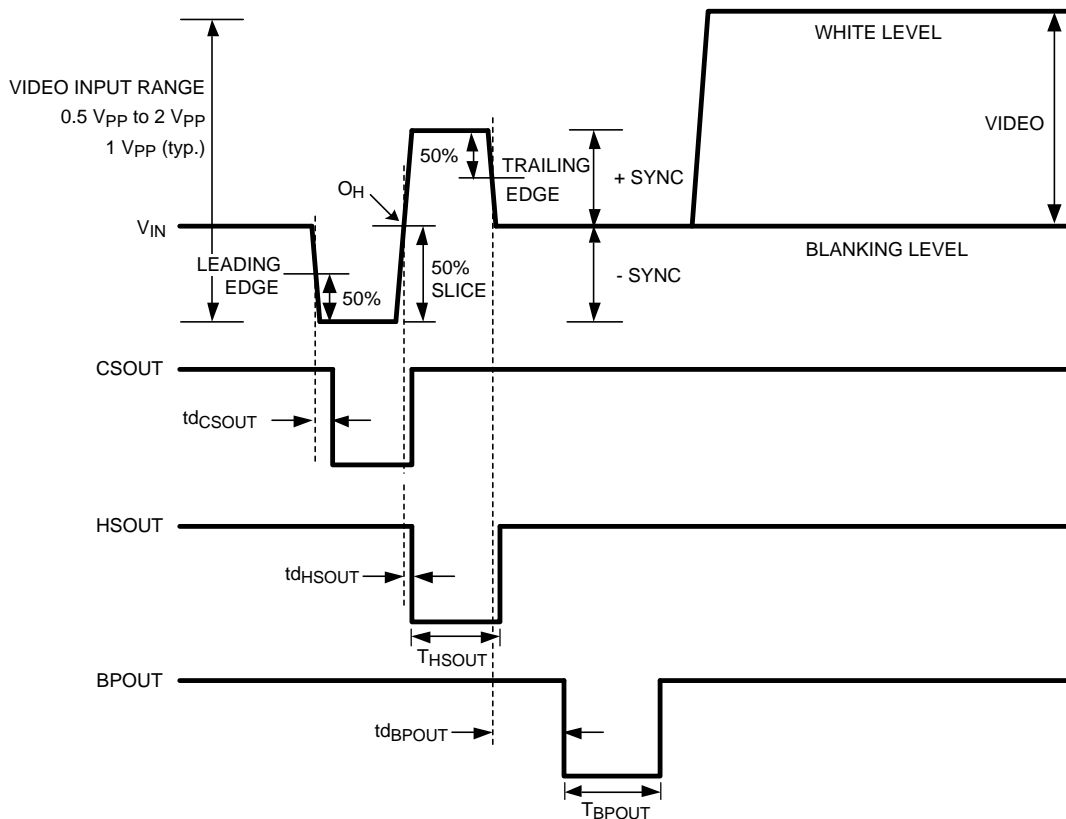 WHITE LEVEL
VIDEO INPUT RANGE
0.5 VPP to 2 VPP
1 VPP (typ.)
VIDEO
50%
TRAILING
EDGE
+ SYNC
OH
VIN
BLANKING LEVEL
LEADING
EDGE
50%
50%
SLICE
- SYNC
CSOUT
tdCSOUT
HSOUT
tdHSOUT
THSOUT
BPOUT
tdBPOUT
TBPOUT